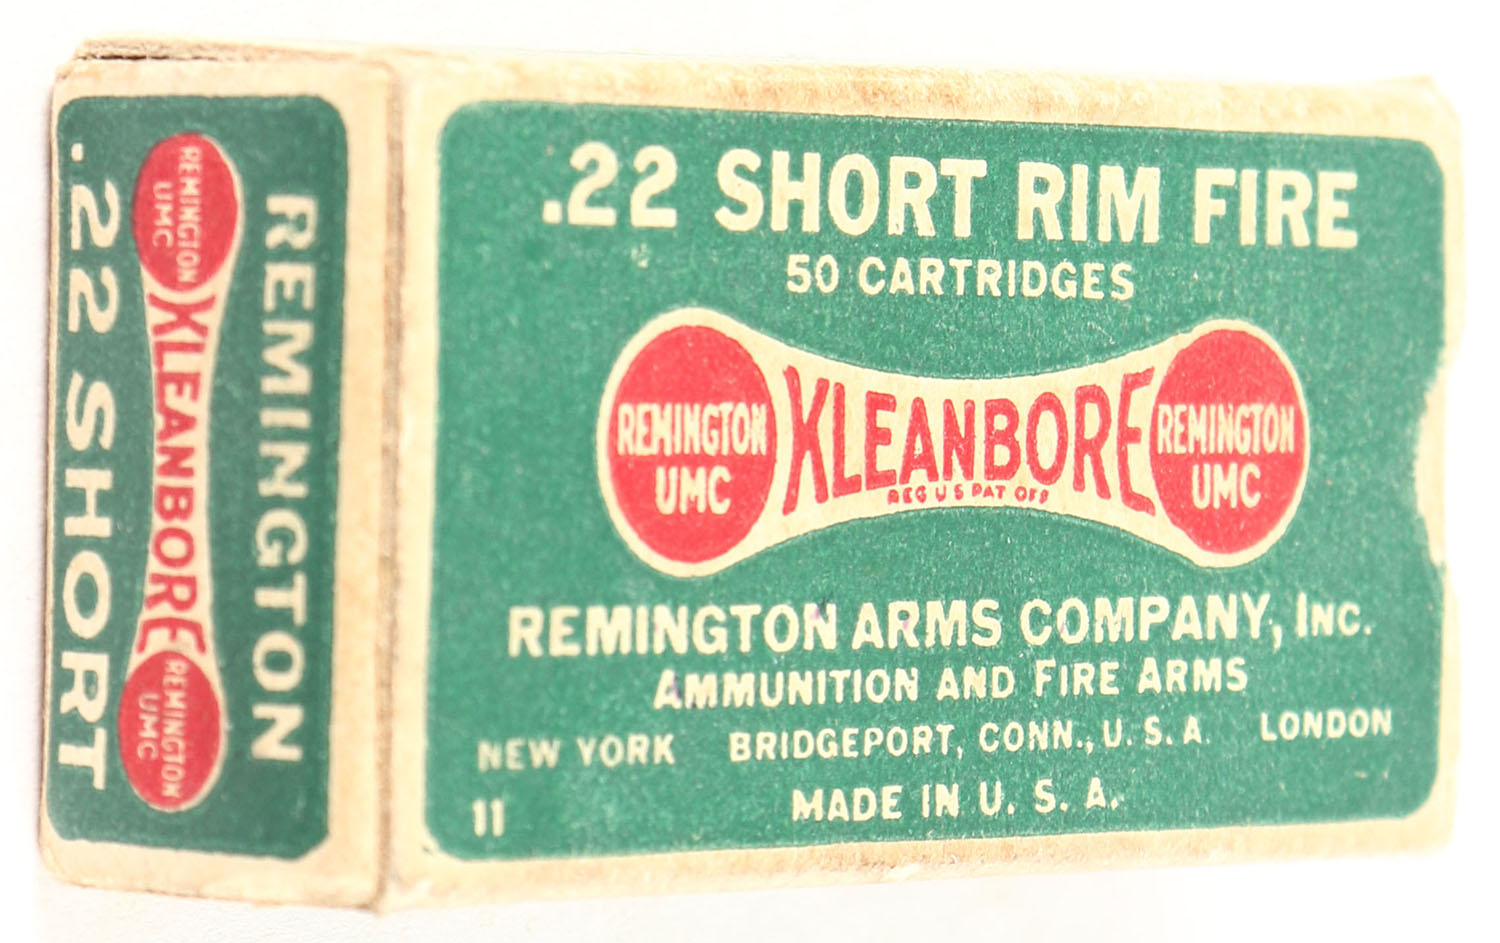 .22 SHORT RIM FIRE
50 CARTRIDGES
REMINGTON
UMC
KLEANBORE
REG U S PAT OFF
REMINGTON
UMC
REMINGTON ARMS COMPANY, INC.
AMMUNITION AND FIRE ARMS
NEW YORK BRIDGEPORT, CONN., U. S. A. LONDON
11
MADE IN U. S. A.
REMINGTON
REMINGTON
UMC
KLEANBORE
REMINGTON
UMC
.22 SHORT